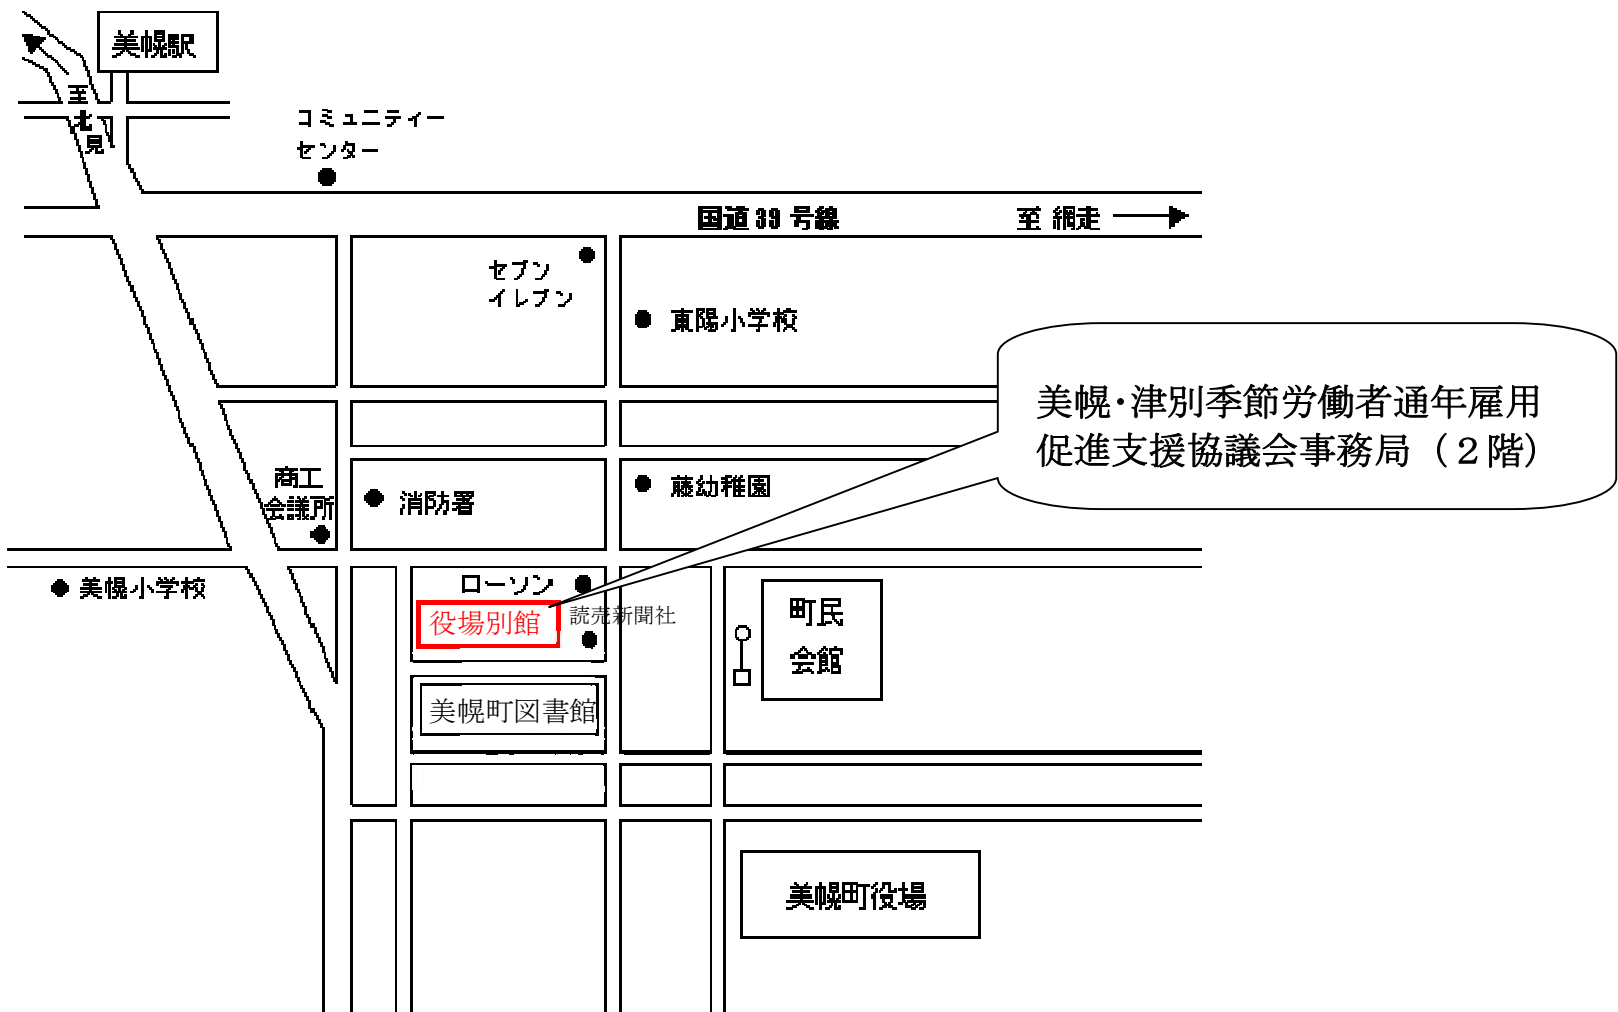 美幌駅
至北見
コミュニティー
センター
国道39号線
至 網走
セブン
イレブン
東陽小学校
美幌・津別季節労働者通年雇用
促進支援協議会事務局（２階）
商工
会議所
消防署
藤幼稚園
美幌小学校
ローソン
役場別館
読売新聞社
町民
会館
美幌町図書館
美幌町役場